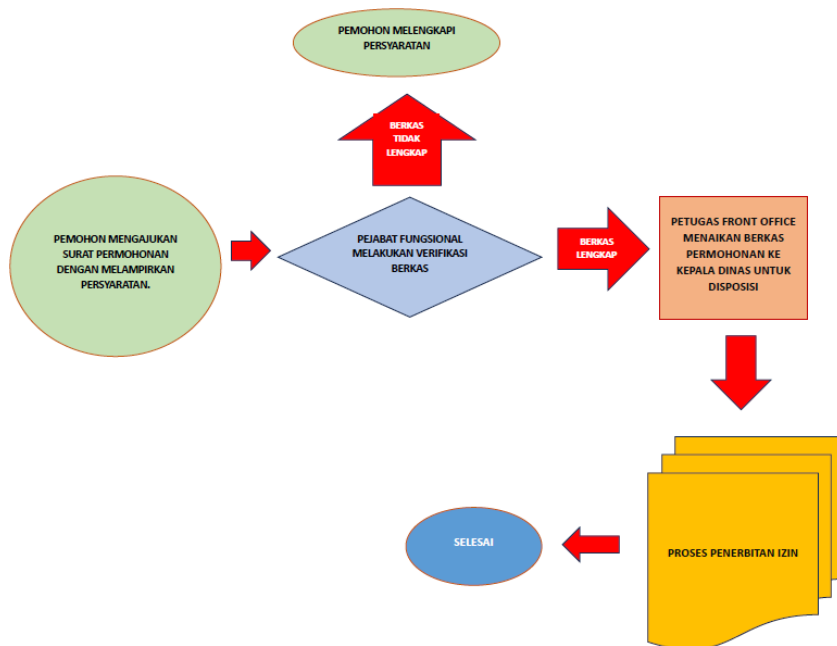 PEMOHON MELENGKAPI
PERSYARATAN
BERKAS
TIDAK
LENGKAP
PEMOHON MENGAJUKAN
SURAT PERMOHONAN
DENGAN MELAMPIRKAN
PERSYARATAN.
PEJABAT FUNGSIONAL
MELAKUKAN VERIFIKASI
BERKAS
BERKAS
LENGKAP
PETUGAS FRONT OFFICE
MENAIKAN BERKAS
PERMOHONAN KE
KEPALA DINAS UNTUK
DISPOSISI
PROSES PENERBITAN IZIN
SELESAI